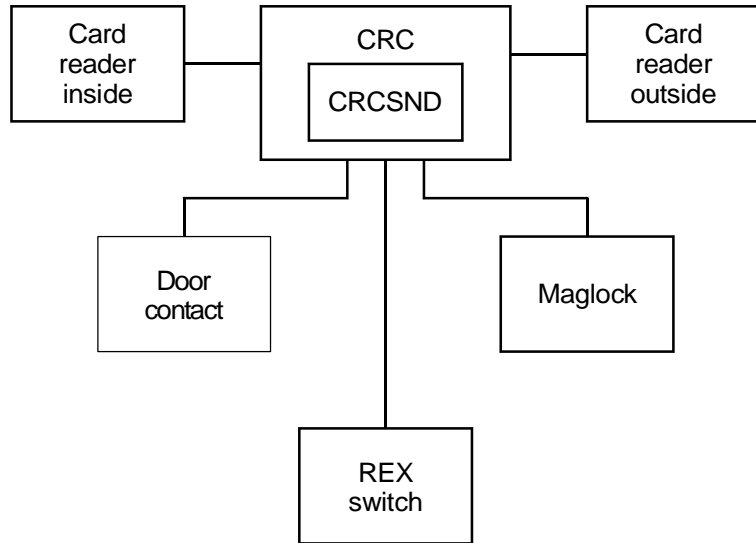 Card
reader
inside
CRC
CRCSND
Card
reader
outside
Door
contact
Maglock
REX
switch